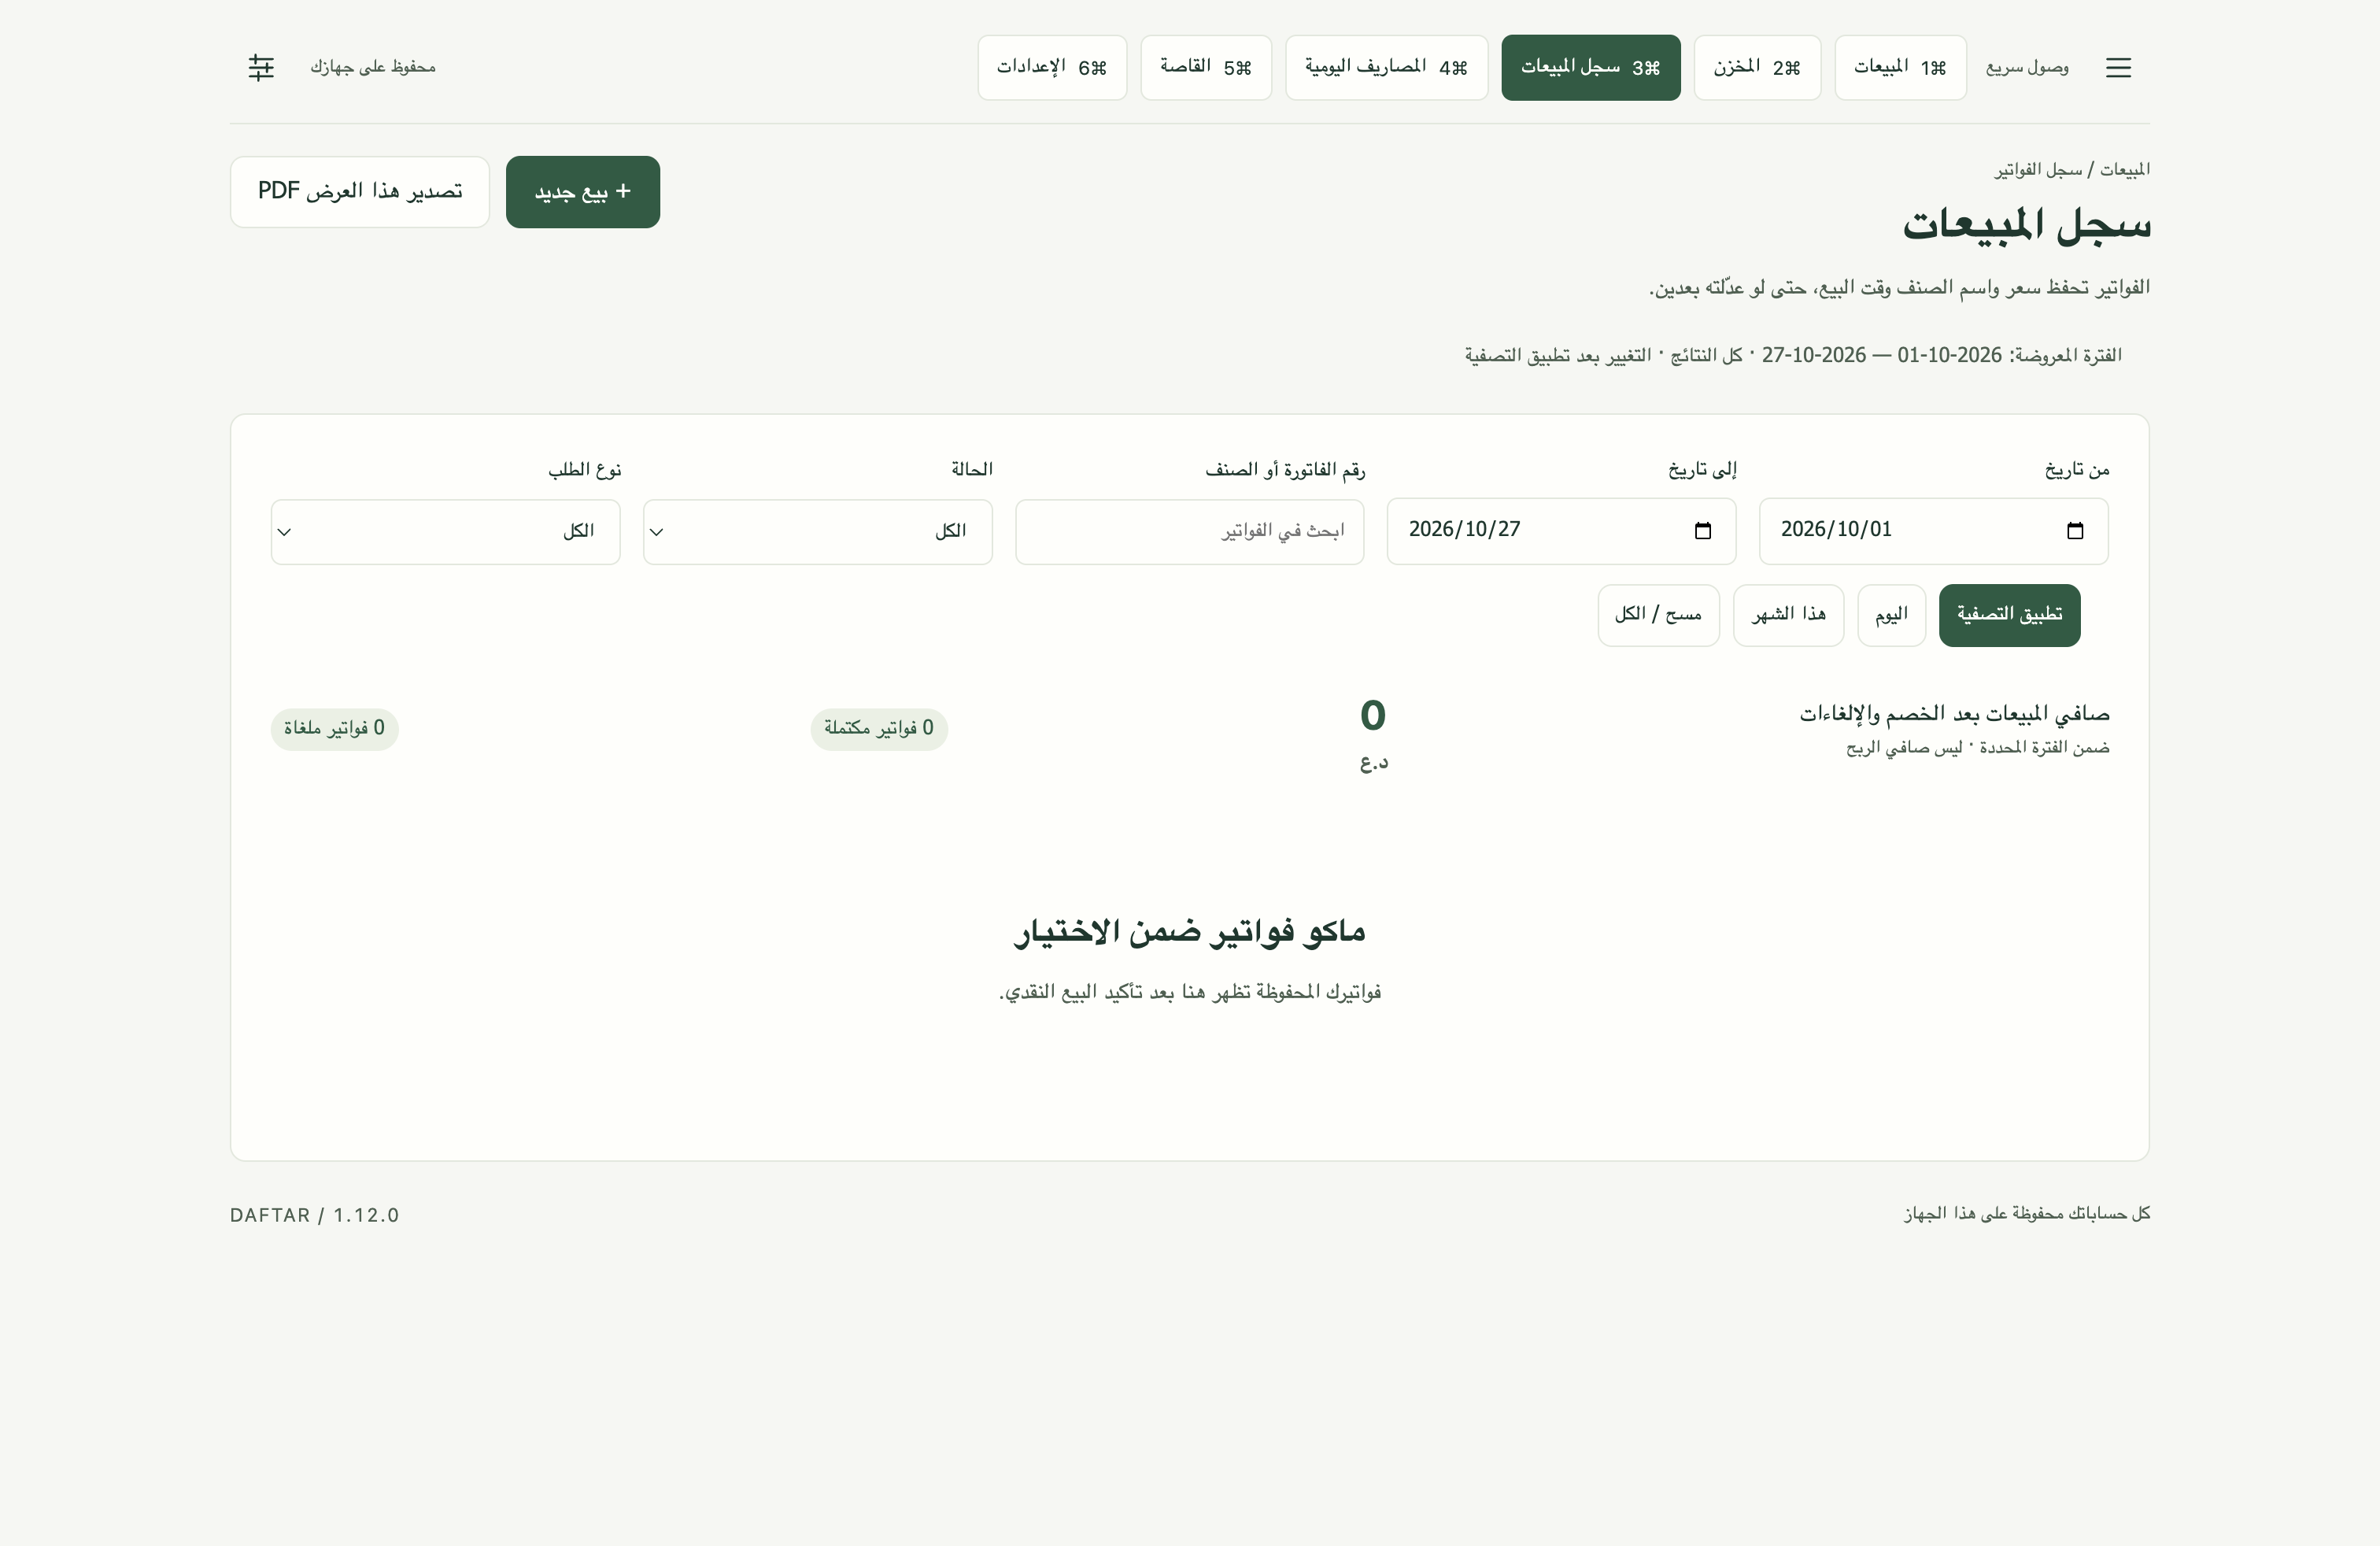 وصول سريع
⌘1 المبيعات
⌘2 المخزن
⌘3 سجل المبيعات
⌘4 المصاريف اليومية
⌘5 القاصة
⌘6 الإعدادات
محفوظ على جهازك
المبيعات / سجل الفواتير
سجل المبيعات
+ بيع جديد
تصدير هذا العرض PDF
الفواتير تحفظ سعر واسم الصنف وقت البيع، حتى لو عدّلته بعدين.
الفترة المعروضة: 2026-10-01 — 2026-10-27 · كل النتائج · التغيير بعد تطبيق التصفية
من تاريخ
2026/10/01
إلى تاريخ
2026/10/27
رقم الفاتورة أو الصنف
ابحث في الفواتير
الحالة
الكل
نوع الطلب
الكل
تطبيق التصفية
اليوم
هذا الشهر
مسح / الكل
صافي المبيعات بعد الخصم والإلغاءات
ضمن الفترة المحددة · ليس صافي الربح
0
د.ع
0 فواتير مكتملة
0 فواتير ملغاة
ماكو فواتير ضمن الاختيار
فواتيرك المحفوظة تظهر هنا بعد تأكيد البيع النقدي.
كل حساباتك محفوظة على هذا الجهاز
DAFTAR / 1.12.0